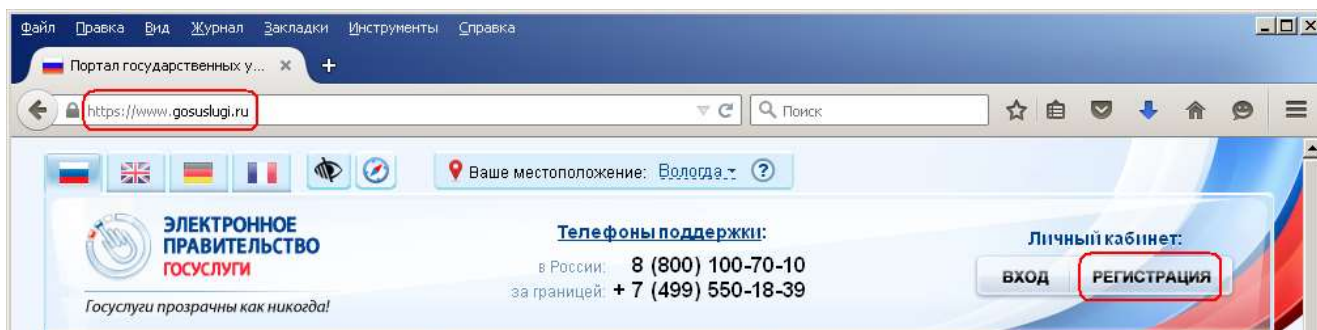 Файл Правка Вид Журнал Закладки Инструменты Справка
Портал государственных у...
https://www.gosuslugi.ru
Поиск
Ваше местоположение: Вологда
?
ЭЛЕКТРОННОЕ
ПРАВИТЕЛЬСТВО
ГОСУСЛУГИ
Госуслуги прозрачны как никогда!
Телефоны поддержки:
в России: 8 (800) 100-70-10
за границей: + 7 (499) 550-18-39
Личный кабинет:
ВХОД РЕГИСТРАЦИЯ